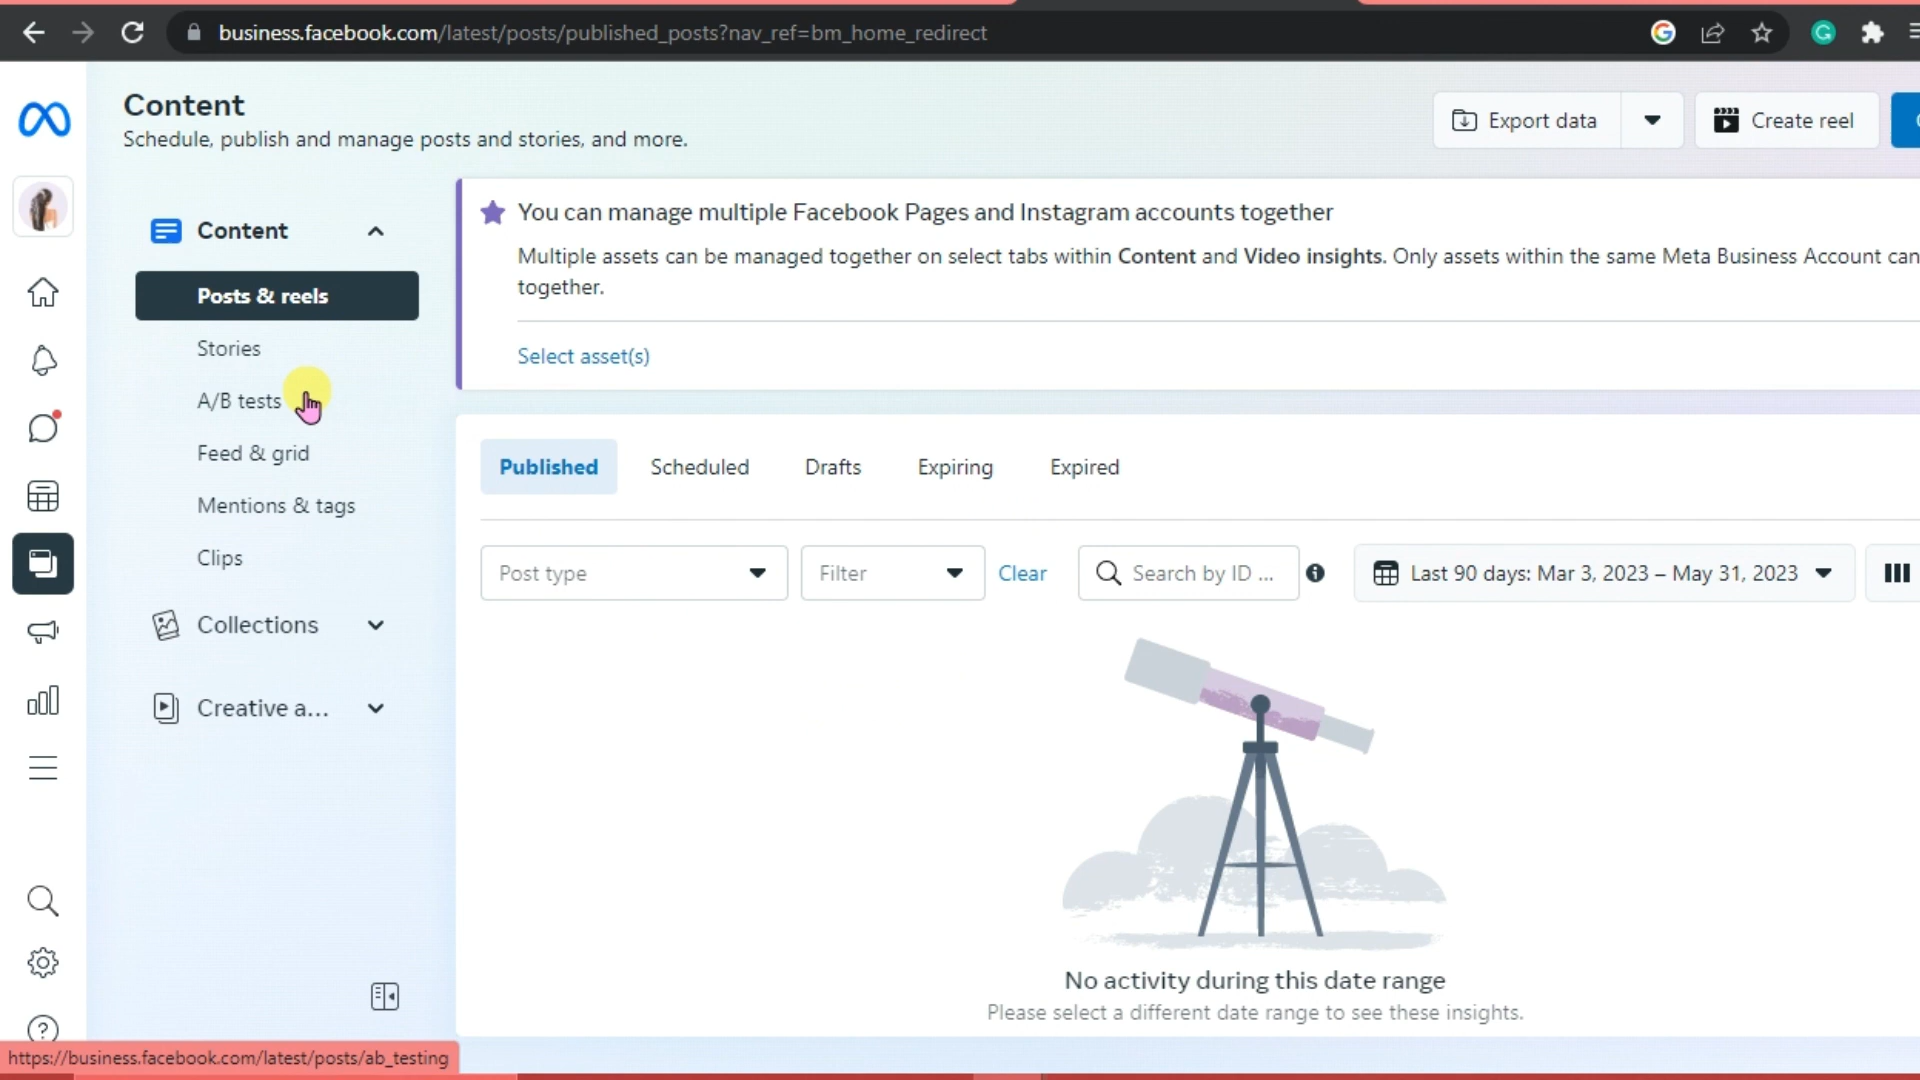 business.facebook.com/latest/posts/published_posts?nav_ref=bm_home_redirect
Content
Schedule, publish and manage posts and stories, and more.
Export data
Create reel
Content
Posts & reels
Stories
A/B tests
Feed & grid
Mentions & tags
Clips
Collections
Creative a...
You can manage multiple Facebook Pages and Instagram accounts together
Multiple assets can be managed together on select tabs within Content and Video insights. Only assets within the same Meta Business Account can
together.
Select asset(s)
Published Scheduled Drafts Expiring Expired
Post type Filter Clear Search by ID ... Last 90 days: Mar 3, 2023 – May 31, 2023
No activity during this date range
Please select a different date range to see these insights.
https://business.facebook.com/latest/posts/ab_testing